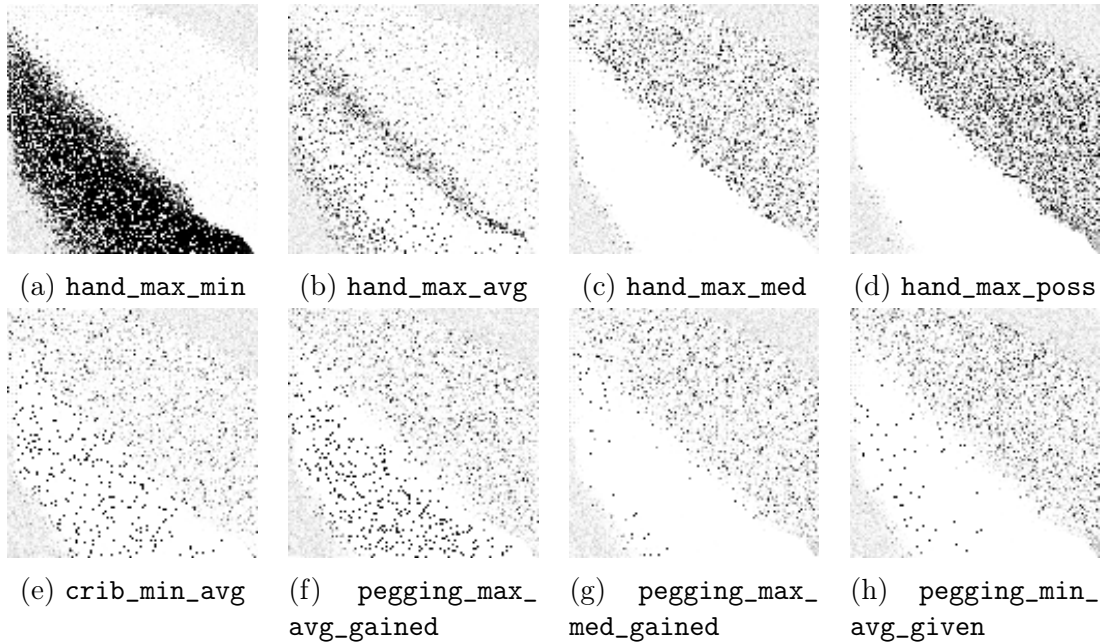 (a) hand_max_min
(b) hand_max_avg
(c) hand_max_med
(d) hand_max_poss
(e) crib_min_avg
(f) pegging_max_
avg_gained
(g) pegging_max_
med_gained
(h) pegging_min_
avg_given